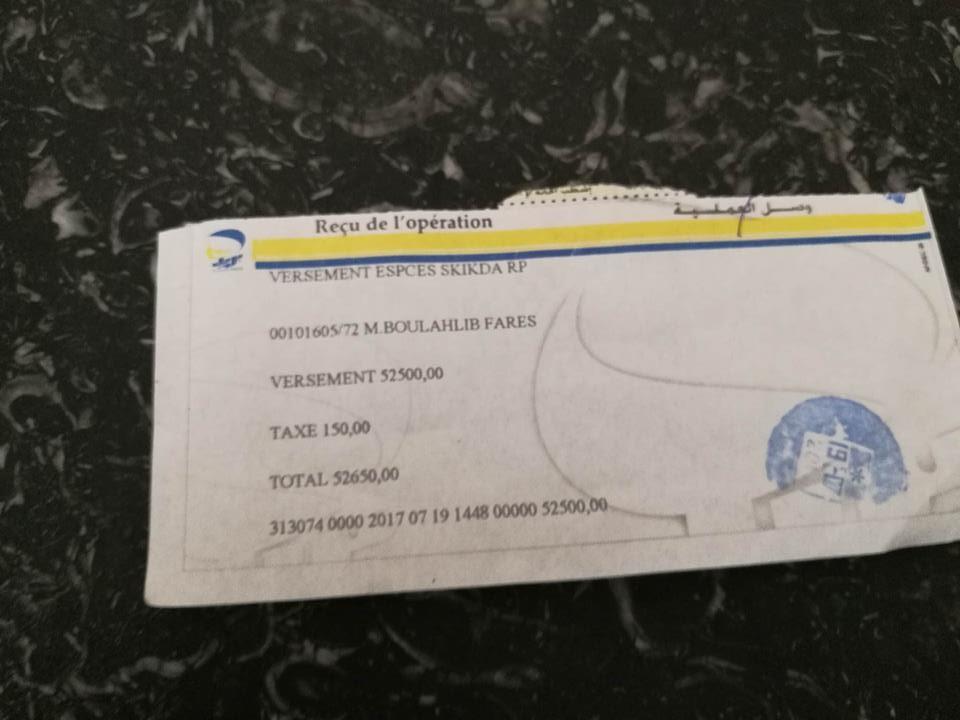 Reçu de l'opération
وصل العملية
VERSEMENT ESPCES SKIKDA RP
00101605/72 M.BOULAHLIB FARES
VERSEMENT 52500,00
TAXE 150,00
TOTAL 52650,00
313074 0000 2017 07 19 1448 00000 52500,00